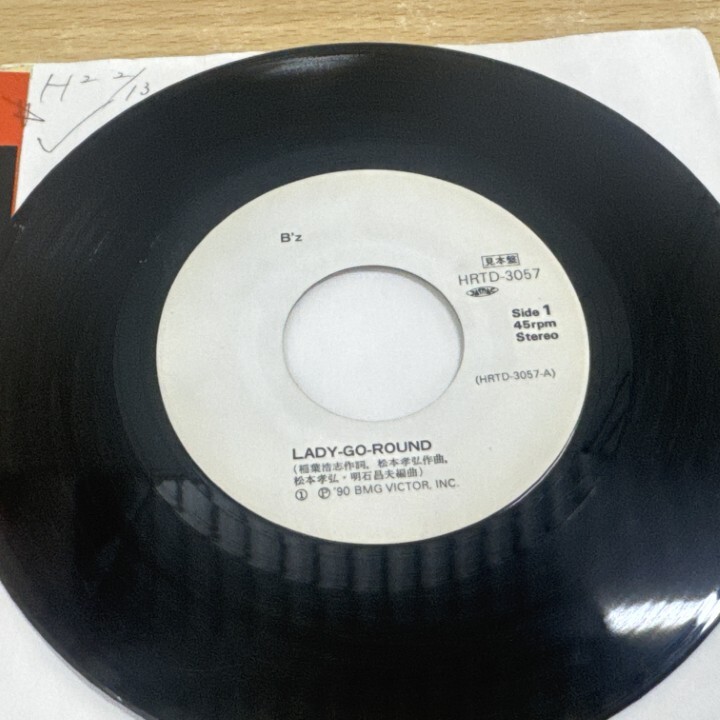 H2 2/13
B'z
見本盤
HRTD-3057
Side 1
45rpm
Stereo
(HRTD-3057-A)
LADY-GO-ROUND
(稲葉浩志作詞, 松本孝弘作曲,
松本孝弘・明石昌夫編曲)
① Ⓟ '90 BMG VICTOR, INC.